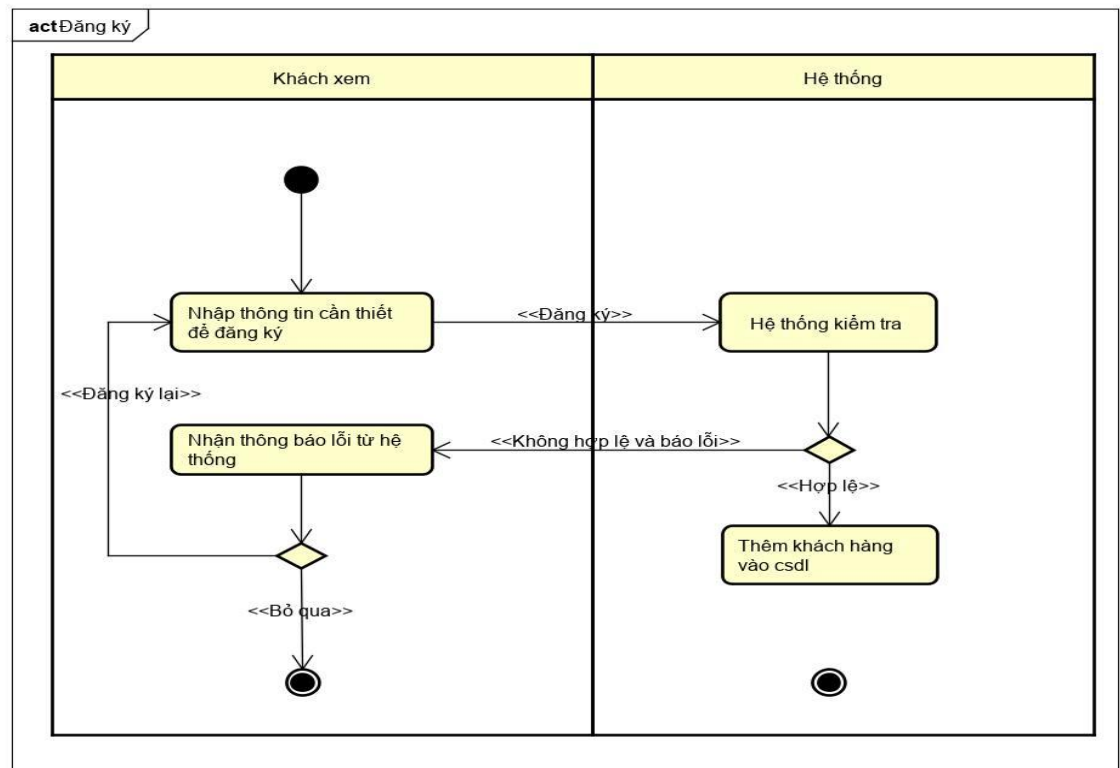 act Đăng ký
Khách xem
Hệ thống
Nhập thông tin cần thiết
để đăng ký
<<Đăng ký>>
Hệ thống kiểm tra
<<Đăng ký lại>>
Nhận thông báo lỗi từ hệ
thống
<<Không hợp lệ và báo lỗi>>
<<Hợp lệ>>
Thêm khách hàng
vào csdl
<<Bỏ qua>>